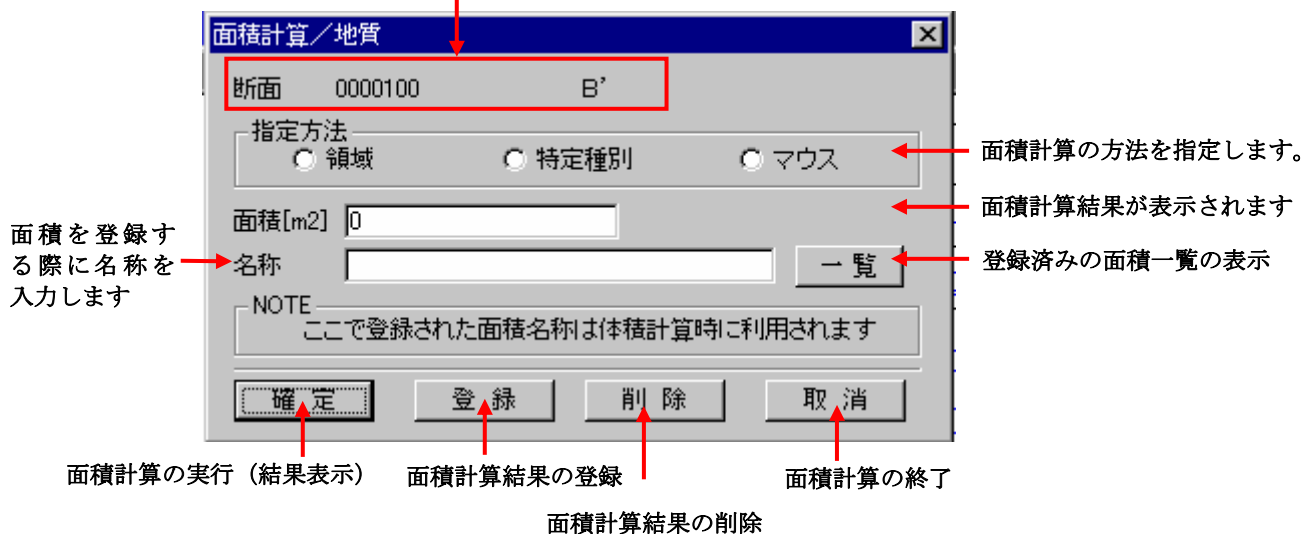 面積計算／地質
断面 0000100 B’
指定方法
領域 特定種別 マウス
面積計算の方法を指定します。
面積[m2] 0
面積計算結果が表示されます
面積を登録す
る際に名称を
入力します
名称 一覧
登録済みの面積一覧の表示
NOTE
ここで登録された面積名称は体積計算時に利用されます
確 定 登 録 削 除 取 消
面積計算の実行（結果表示） 面積計算結果の登録 面積計算の終了
面積計算結果の削除